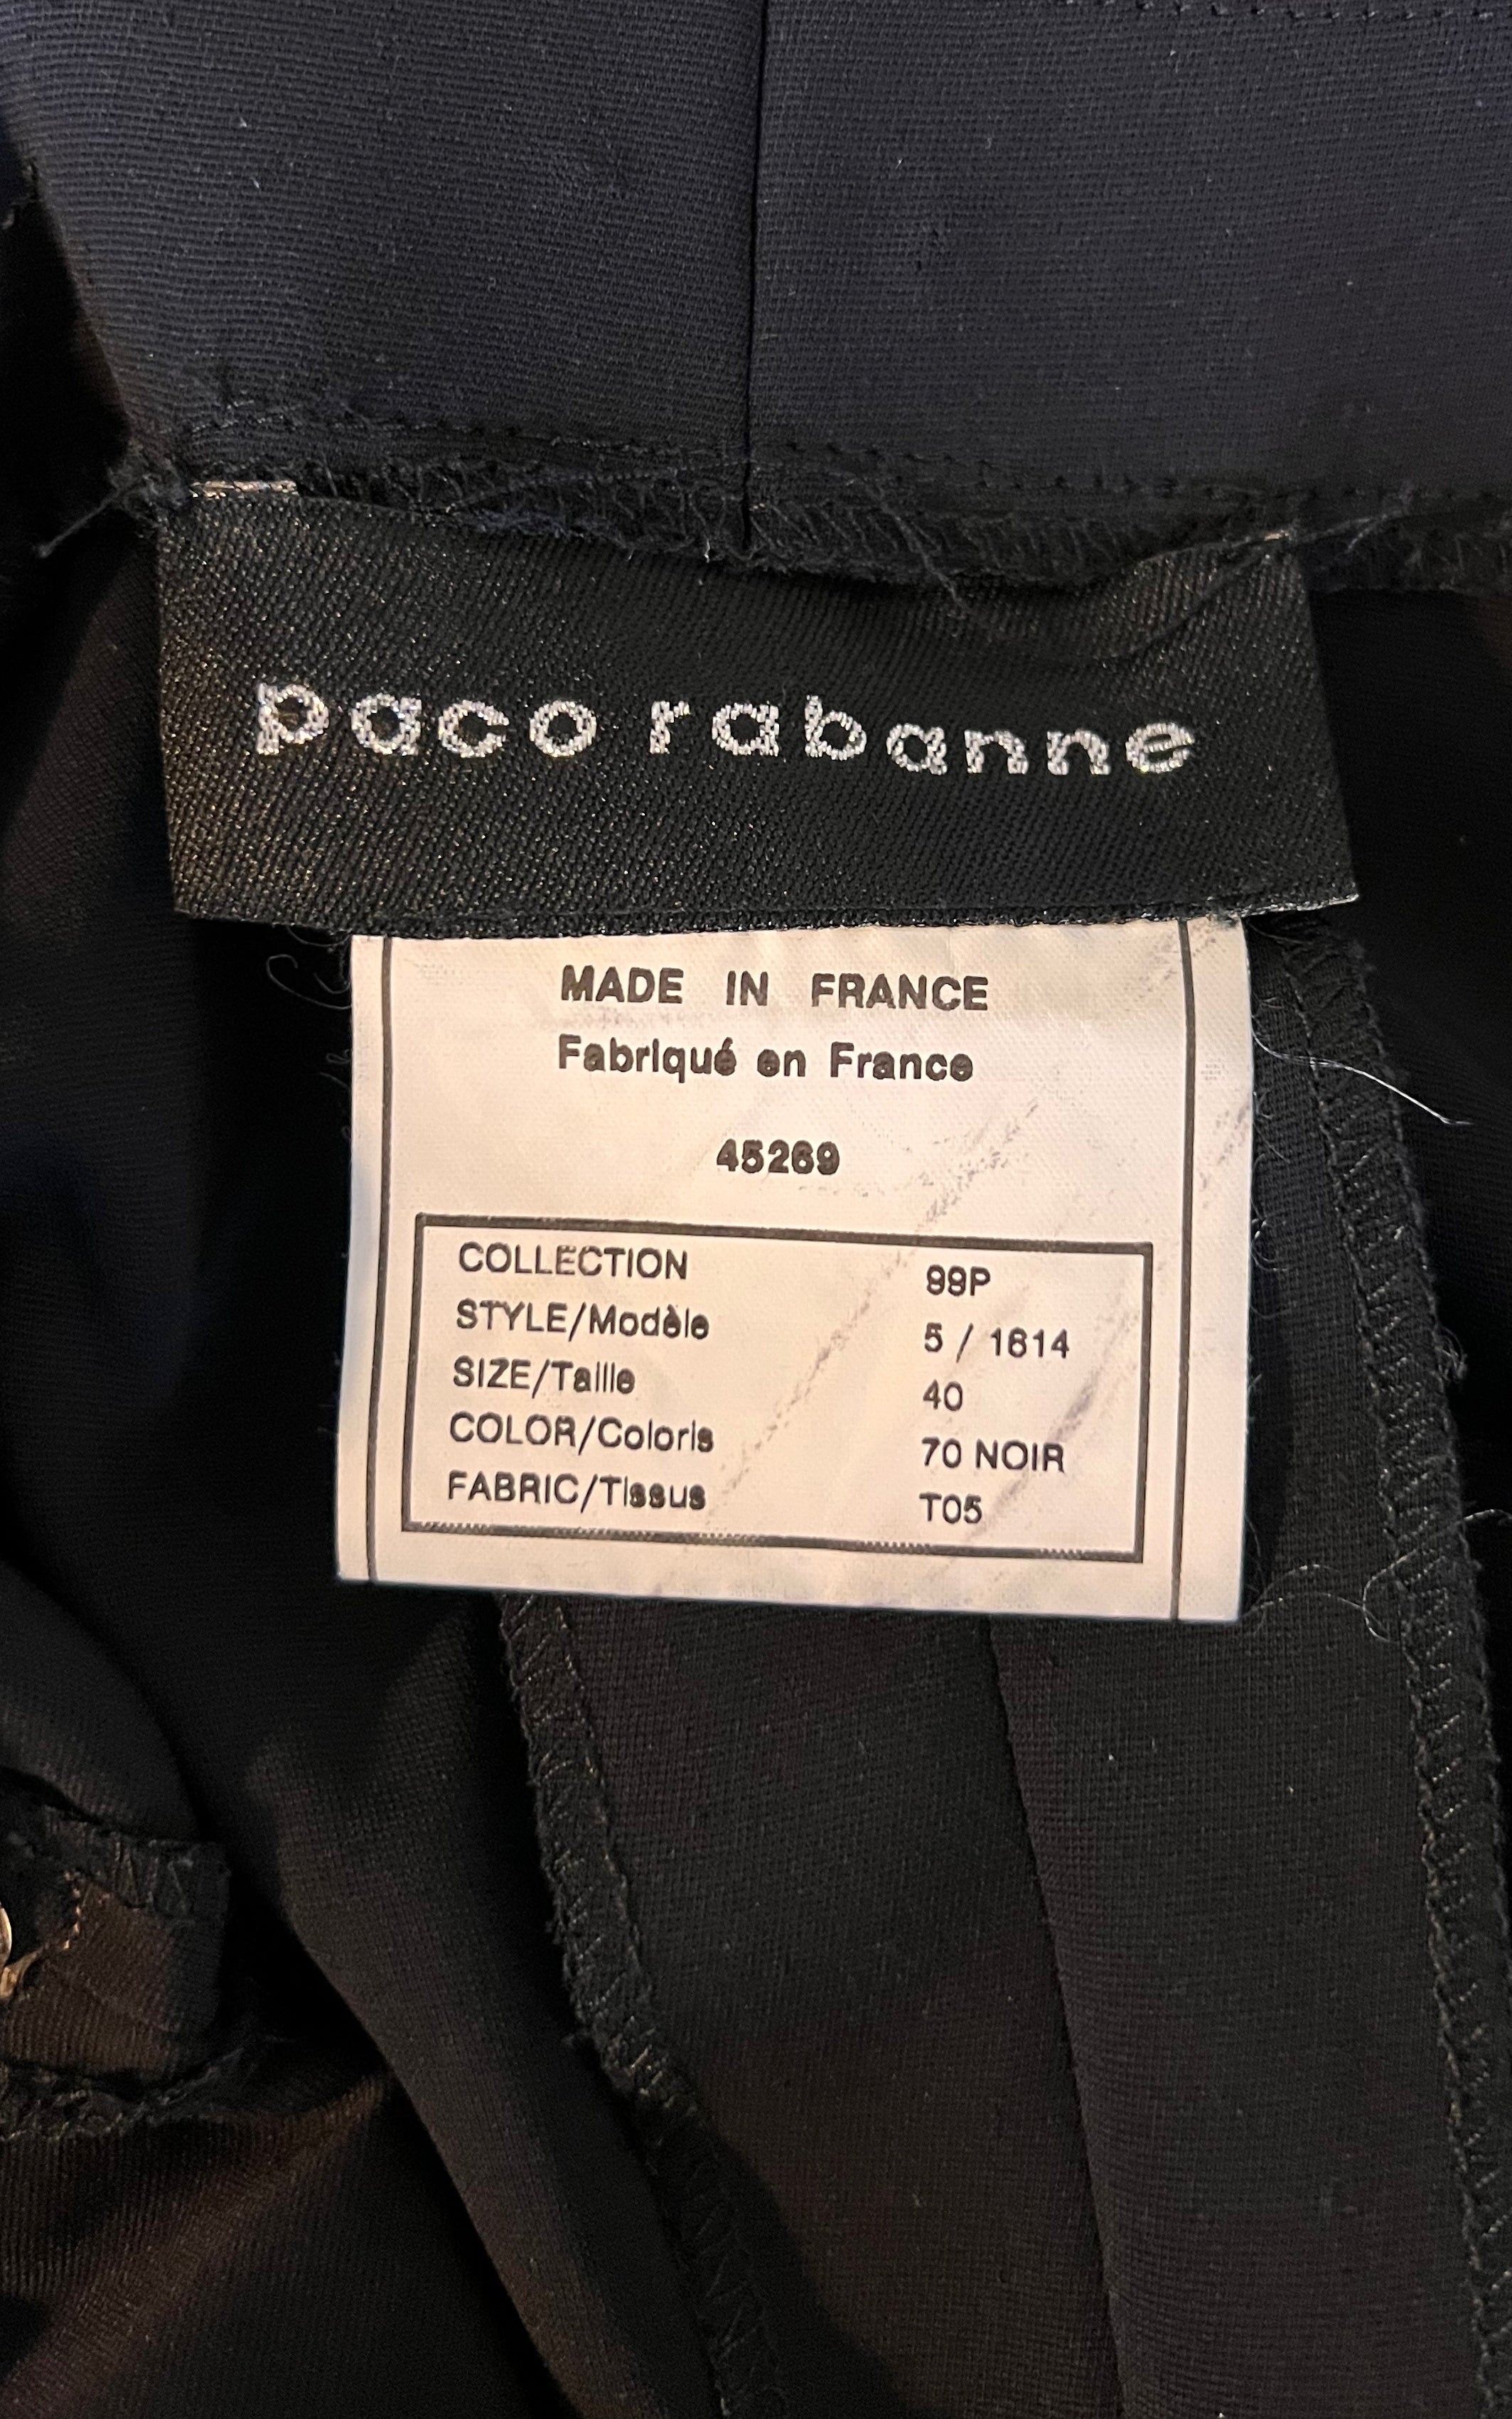 paco rabanne
MADE IN FRANCE
Fabriqué en France
45269
COLLECTION 99P
STYLE/Modèle 5 / 1614
SIZE/Taille 40
COLOR/Coloris 70 NOIR
FABRIC/Tissus T05